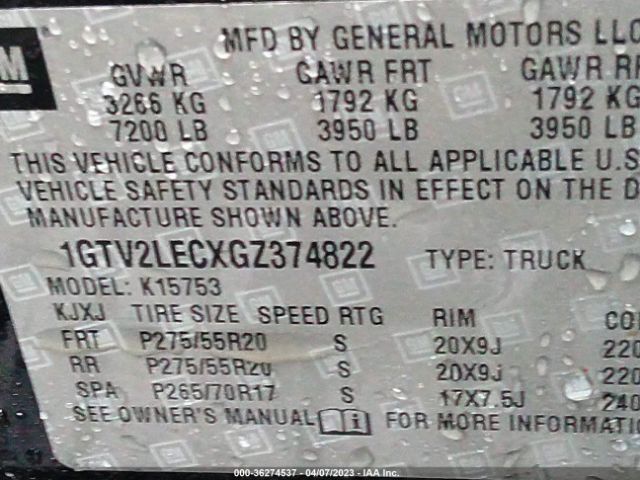 MFD BY GENERAL MOTORS LLC
GVWR GAWR FRT GAWR RR
3266 KG 1792 KG 1792 KG
7200 LB 3950 LB 3950 LB
THIS VEHICLE CONFORMS TO ALL APPLICABLE U.S
VEHICLE SAFETY STANDARDS IN EFFECT ON THE D
MANUFACTURE SHOWN ABOVE.
1GTV2LECXGZ374822 TYPE: TRUCK
MODEL: K15753
KJXJ TIRE SIZE SPEED RTG RIM CO
FRT P275/55R20 S 20X9J 220
RR P275/55R20 S 20X9J 220
SPA P265/70R17 S 17X7.5J 240
SEE OWNER'S MANUAL FOR MORE INFORMATI
000-36274537 - 04/07/2023 - IAA Inc.